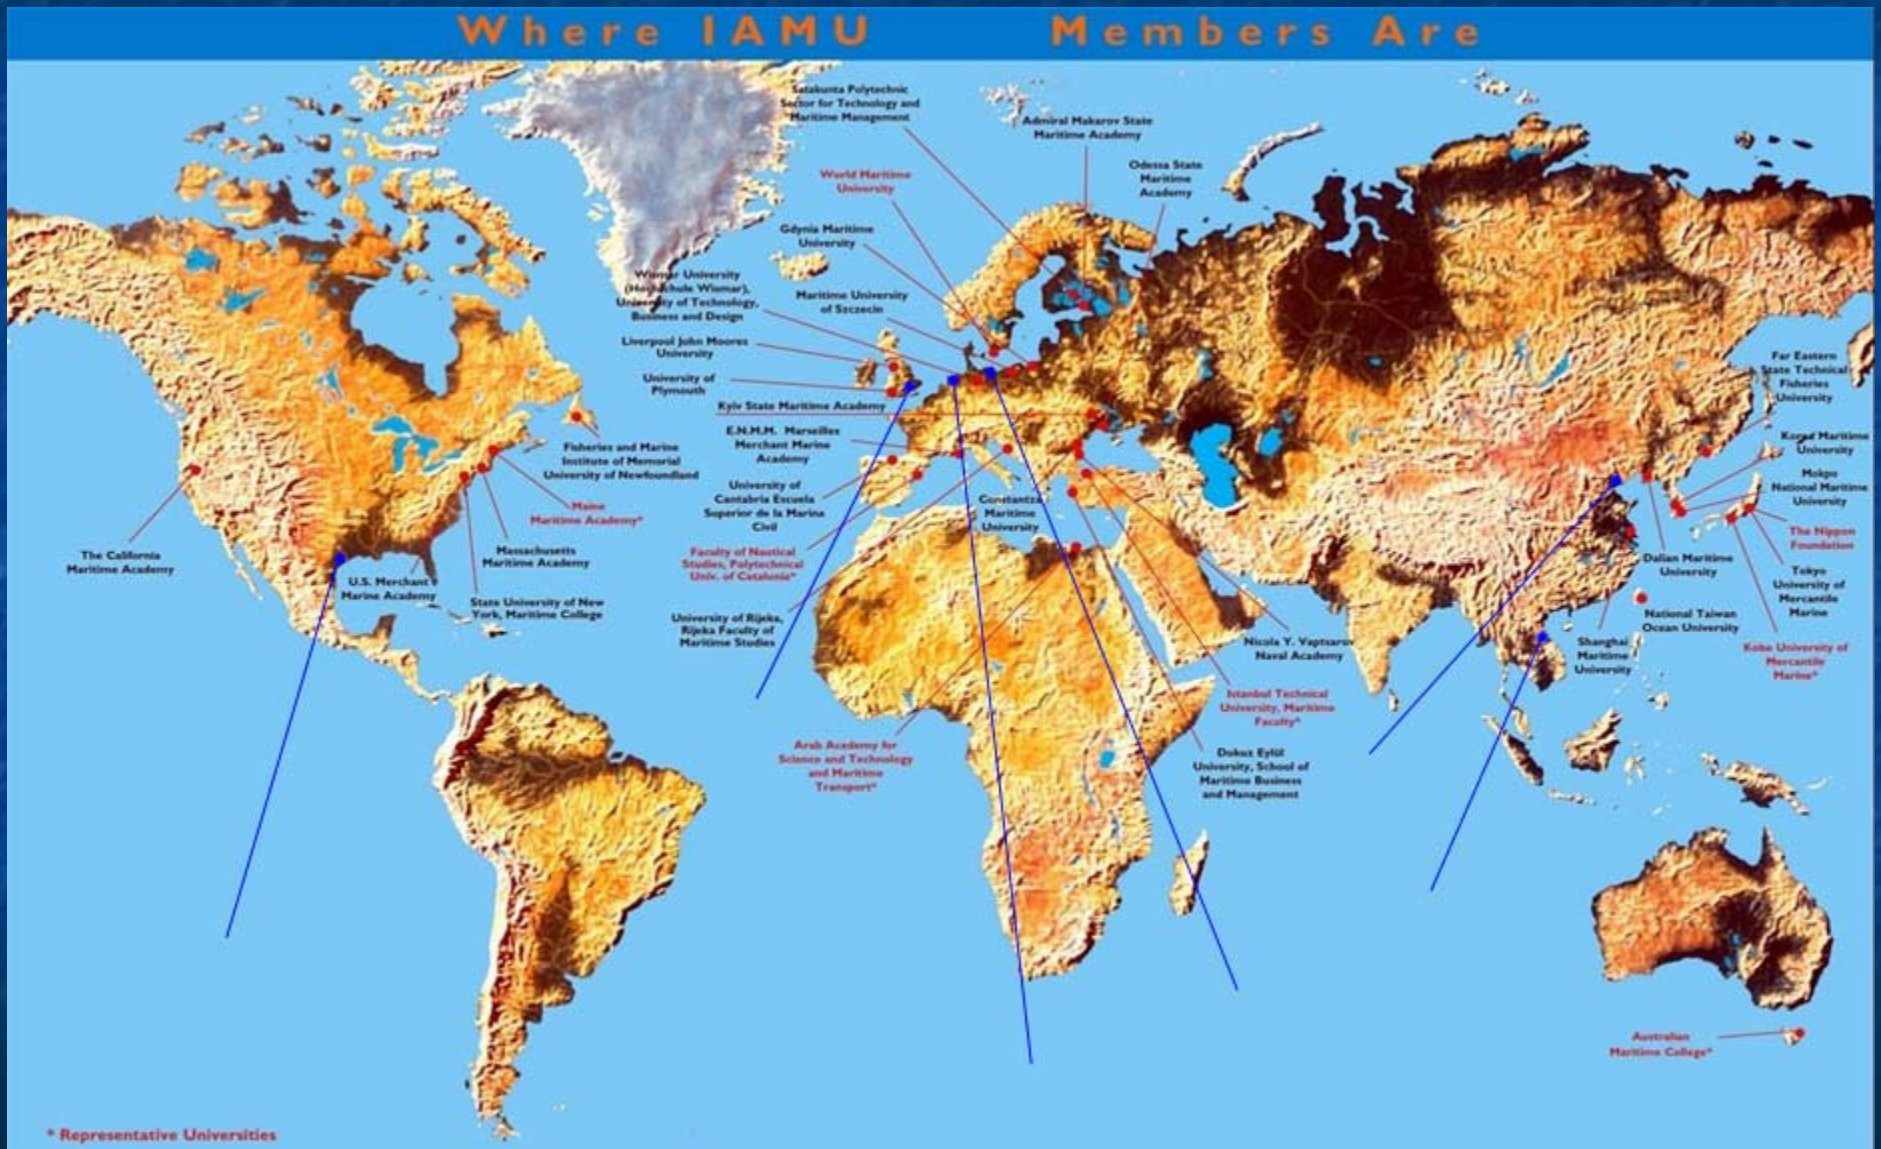 Where IAMU Members Are
Satakunta Polytechnic
Sector for Technology and
Maritime Management
Admiral Makarov State
Maritime Academy
Odessa State
Maritime
Academy
World Maritime
University
Gdynia Maritime
University
Wismar University
(Hochschule Wismar),
University of Technology,
Business and Design
Maritime University
of Szczecin
Liverpool John Moores
University
University of
Plymouth
Kyiv State Maritime Academy
E.N.M.M. Marseilles
Merchant Marine
Academy
University of
Cantabria Escuela
Superior de la Marina
Civil
Constantza
Maritime
University
Faculty of Nautical
Studies, Polytechnical
Univ. of Catalonia*
University of Rijeka,
Rijeka Faculty of
Maritime Studies
Arab Academy for
Science and Technology
and Maritime
Transport*
Nicola Y. Vaptsarov
Naval Academy
Istanbul Technical
University, Maritime
Faculty*
Dokuz Eylül
University, School of
Maritime Business
and Management
Fisheries and Marine
Institute of Memorial
University of Newfoundland
Maine
Maritime Academy*
Massachusetts
Maritime Academy
The California
Maritime Academy
U.S. Merchant
Marine Academy
State University of New
York, Maritime College
Far Eastern
State Technical
Fisheries
University
Korea Maritime
University
Mokpo
National Maritime
University
The Nippon
Foundation
Dalian Maritime
University
Tokyo
University of
Mercantile
Marine
National Taiwan
Ocean University
Shanghai
Maritime
University
Kobe University of
Mercantile
Marine*
Australian
Maritime College*
* Representative Universities